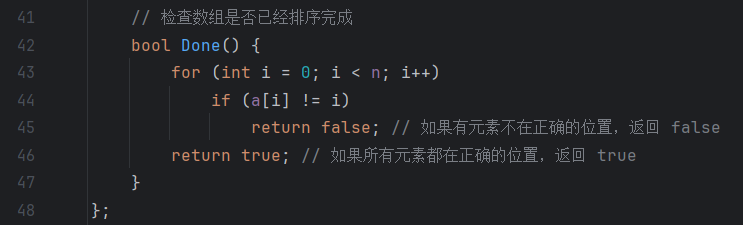 41 // 检查数组是否已经排序完成
42 bool Done() {
43 for (int i = 0; i < n; i++)
44 if (a[i] != i)
45 return false; // 如果有元素不在正确的位置，返回 false
46 return true; // 如果所有元素都在正确的位置，返回 true
47 }
48 };